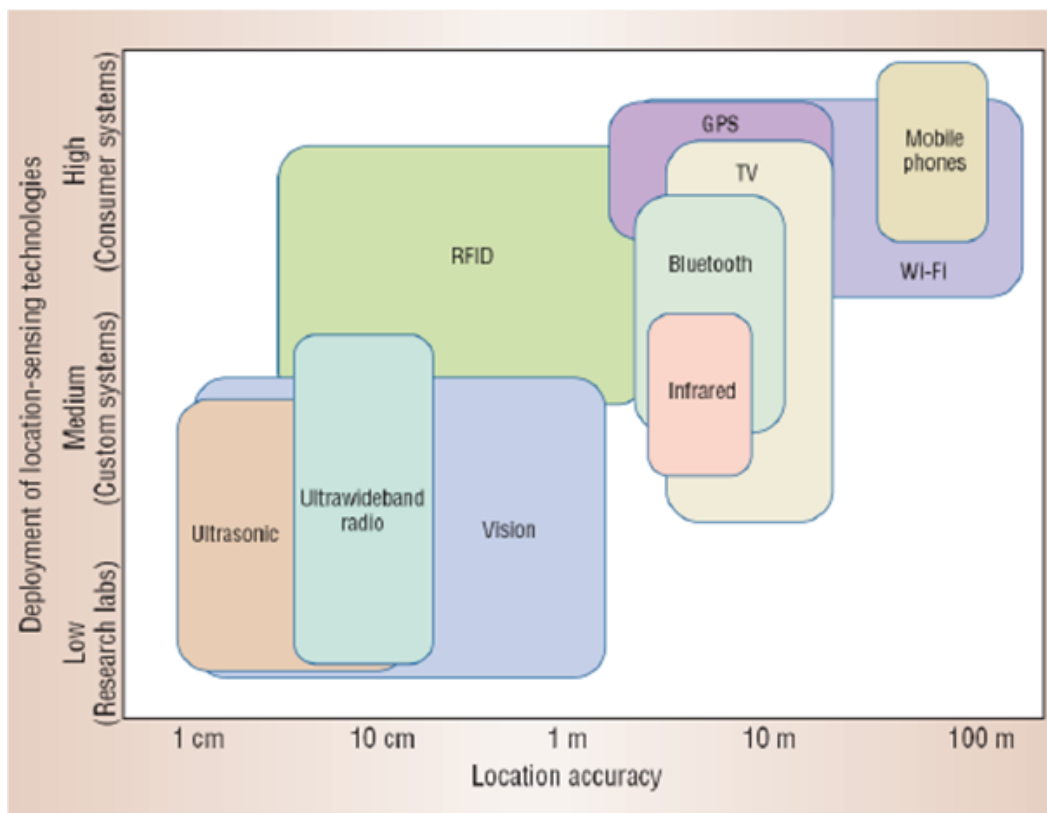 Deployment of location-sensing technologies
High
(Consumer systems)
Medium
(Custom systems)
Low
(Research labs)
GPS
TV
Mobile
phones
RFID
Bluetooth
WI-FI
Infrared
Ultrawideband
radio
Ultrasonic
Vision
1 cm
10 cm
1 m
10 m
100 m
Location accuracy